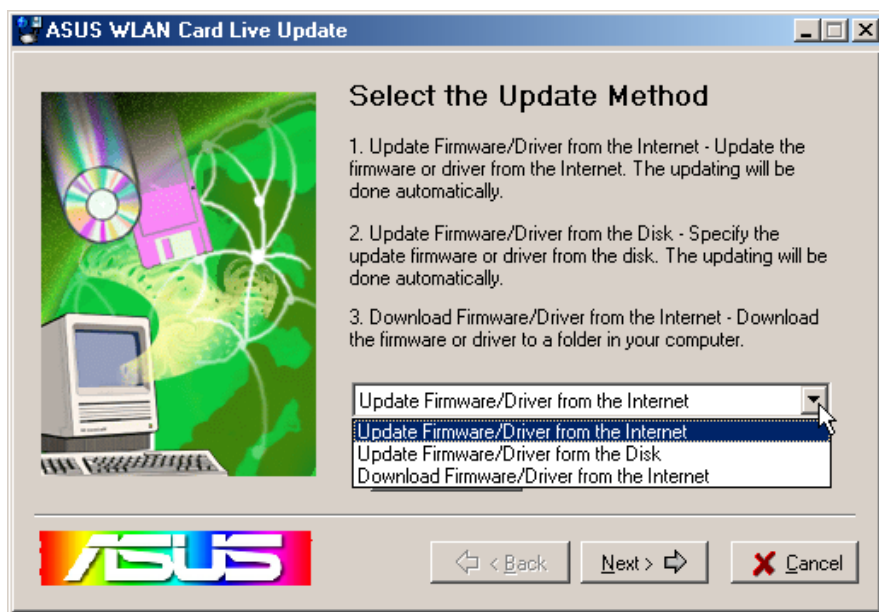 ASUS WLAN Card Live Update
Select the Update Method
1. Update Firmware/Driver from the Internet - Update the
firmware or driver from the Internet. The updating will be
done automatically.
2. Update Firmware/Driver from the Disk - Specify the
update firmware or driver from the disk. The updating will be
done automatically.
3. Download Firmware/Driver from the Internet - Download
the firmware or driver to a folder in your computer.
Update Firmware/Driver from the Internet
Update Firmware/Driver from the Internet
Update Firmware/Driver form the Disk
Download Firmware/Driver from the Internet
ASUS
< Back
Next >
Cancel